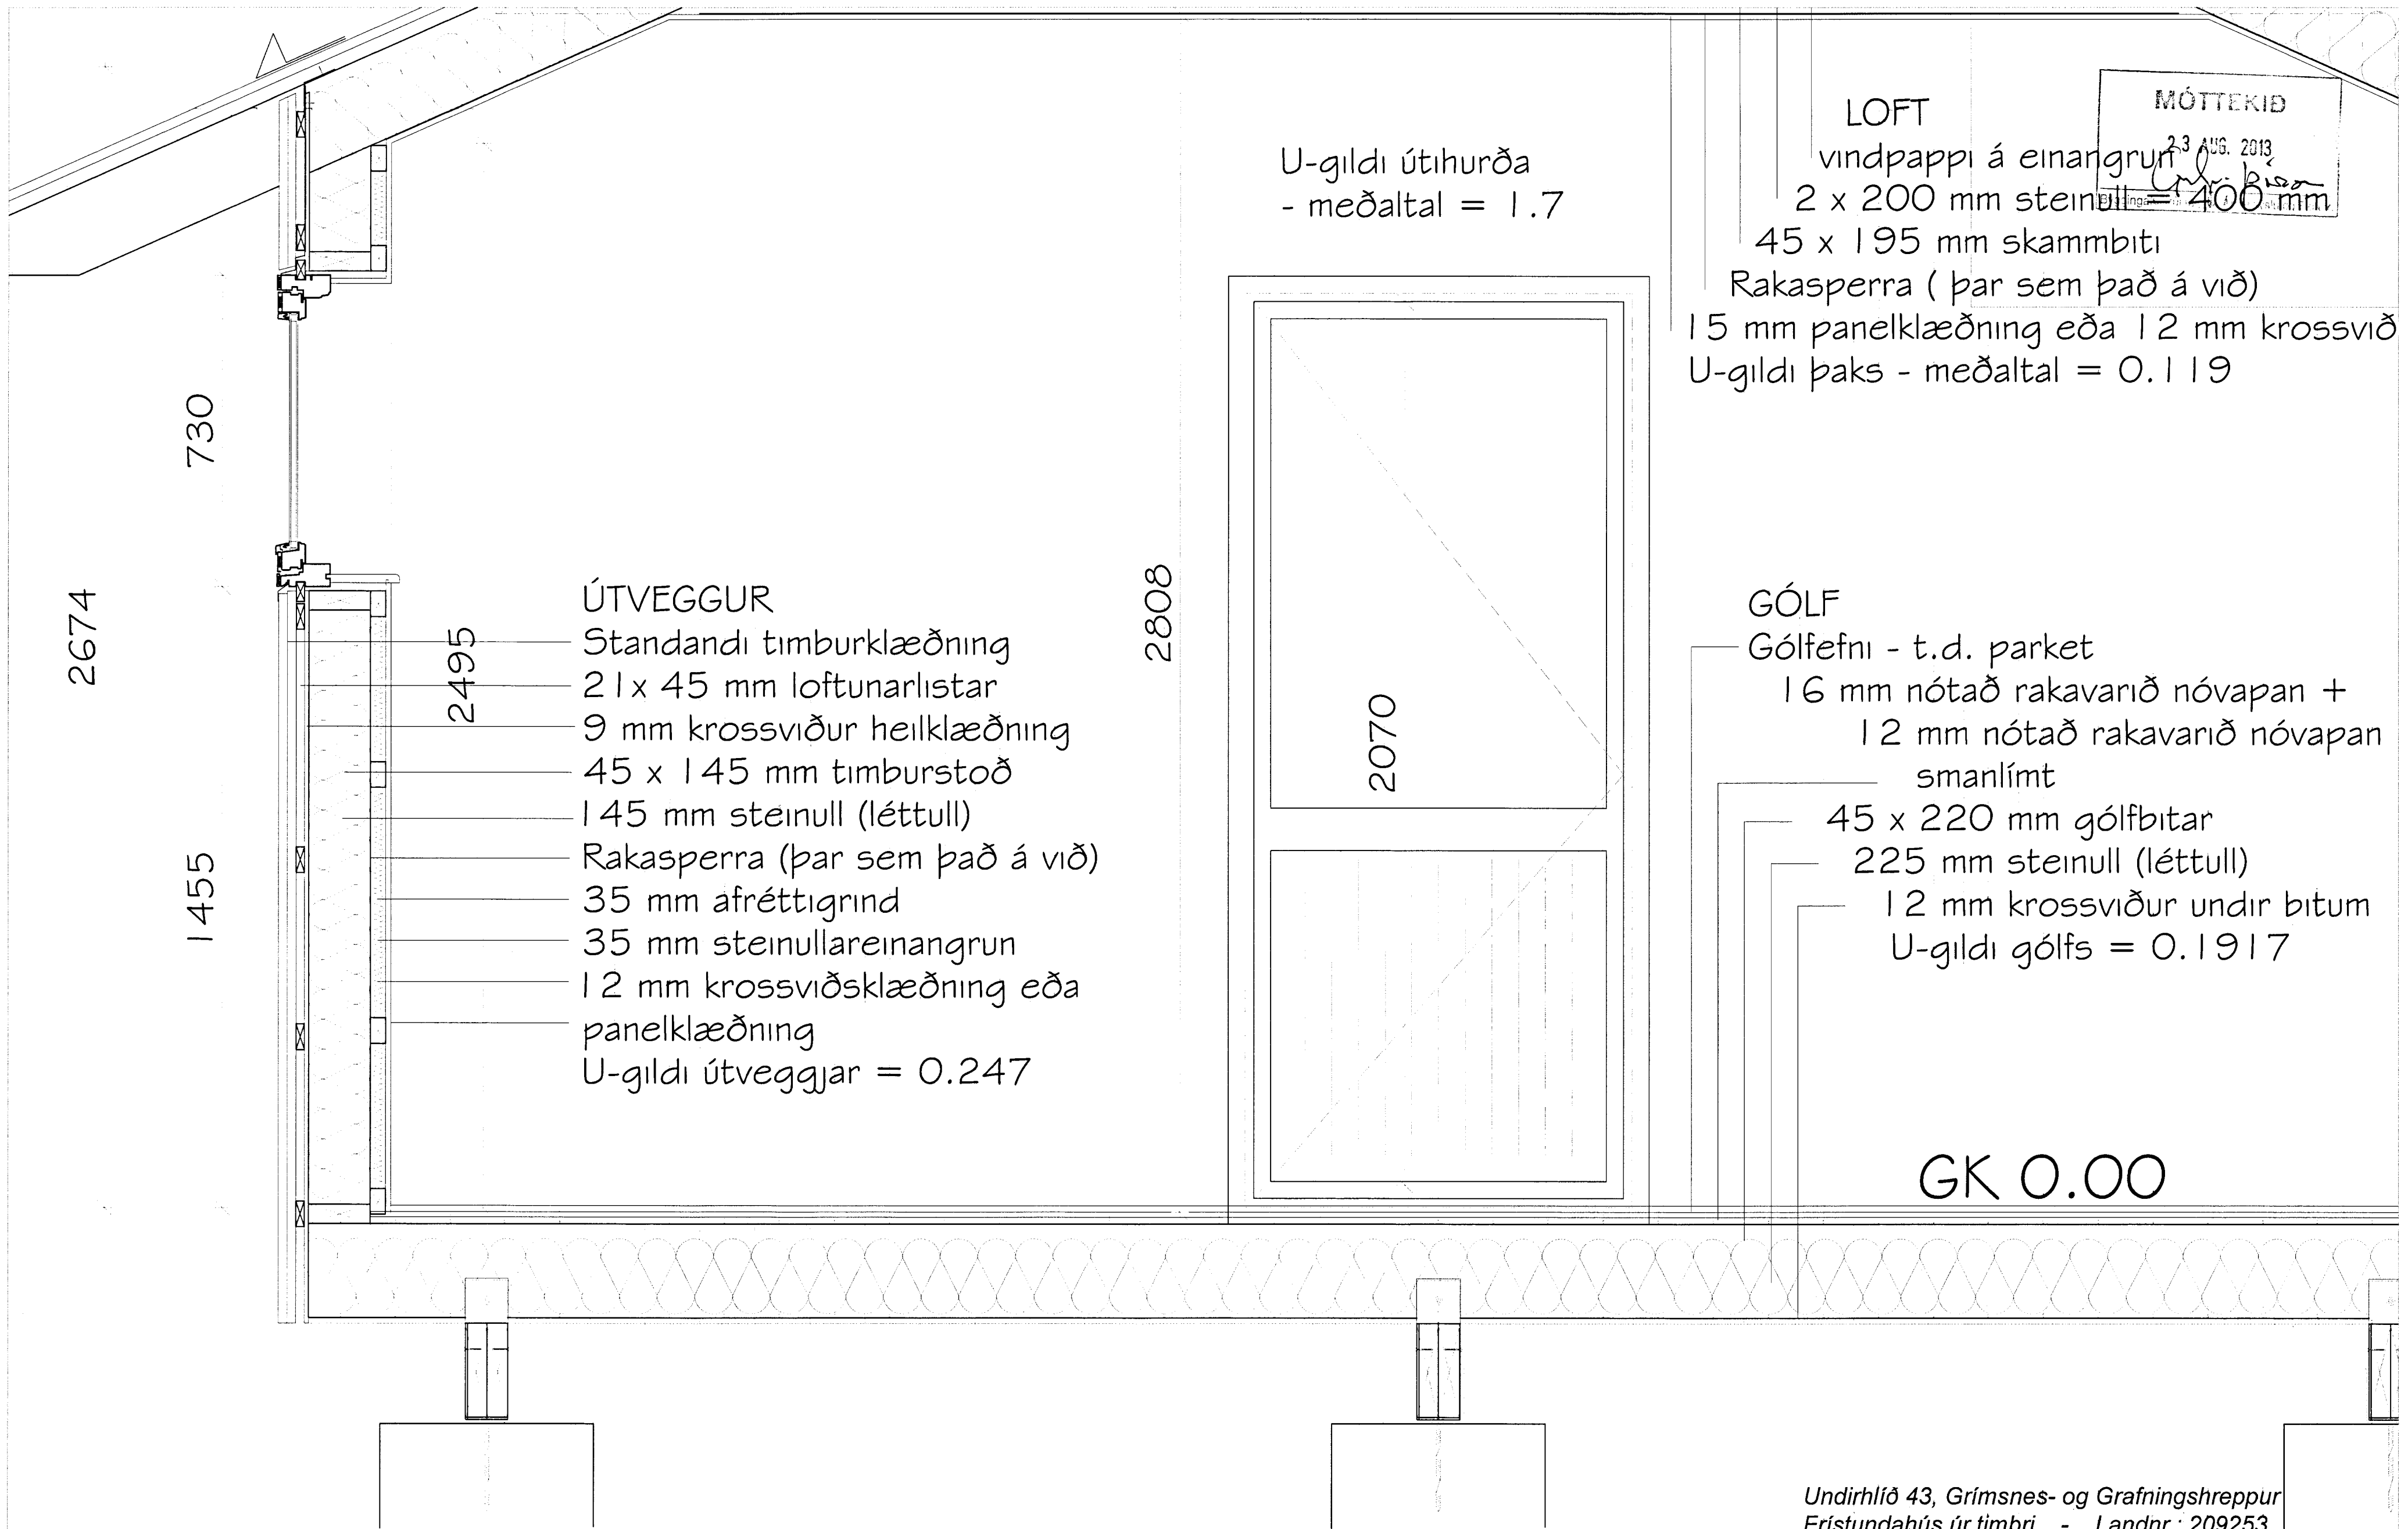 U-gildi útihurða
- meðaltal = 1.7
MÓTTEKIÐ
23 AUG. 2013
LOFT
vindpappi á einangrun
2 x 200 mm steinull = 400 mm
45 x 195 mm skammbiti
Rakasperra ( þar sem það á við)
15 mm panelklæðning eða 12 mm krossvið
U-gildi þaks - meðaltal = 0.119
730
2674
1455
2495
2808
2070
ÚTVEGGUR
Standandi timburklæðning
21x 45 mm loftunarlistar
9 mm krossviður heilklæðning
45 x 145 mm timburstoð
145 mm steinull (léttull)
Rakasperra (þar sem það á við)
35 mm afréttigrind
35 mm steinullareinangrun
12 mm krossviðsklæðning eða
panelklæðning
U-gildi útveggjar = 0.247
GÓLF
Gólfefni - t.d. parket
16 mm nótað rakavarið nóvapan +
12 mm nótað rakavarið nóvapan
smanlímt
45 x 220 mm gólfbitar
225 mm steinull (léttull)
12 mm krossviður undir bitum
U-gildi gólfs = 0.1917
GK 0.00
Undirhlíð 43, Grímsnes- og Grafningshreppur
Frístundahús úr timbri - Landnr.: 209253